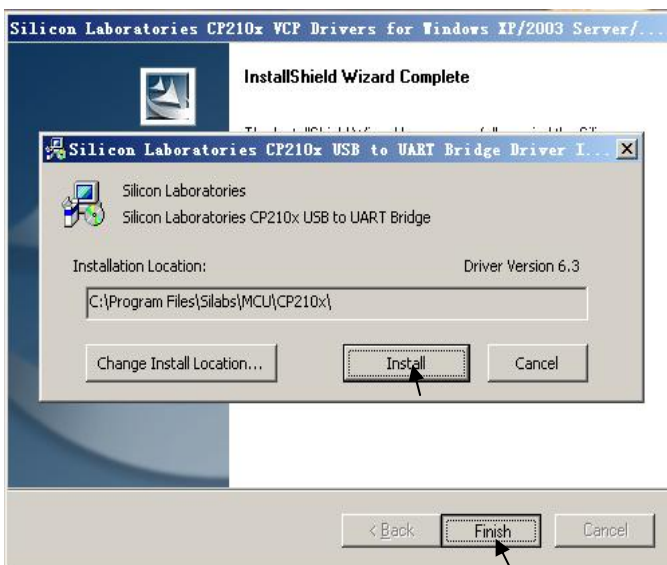 Silicon Laboratories CP210x VCP Drivers for Windows XP/2003 Server/...
InstallShield Wizard Complete
Silicon Laboratories CP210x USB to UART Bridge Driver I...
Silicon Laboratories
Silicon Laboratories CP210x USB to UART Bridge
Installation Location:
Driver Version 6.3
C:\Program Files\Silabs\MCU\CP210x\
Change Install Location...
Install
Cancel
< Back
Finish
Cancel